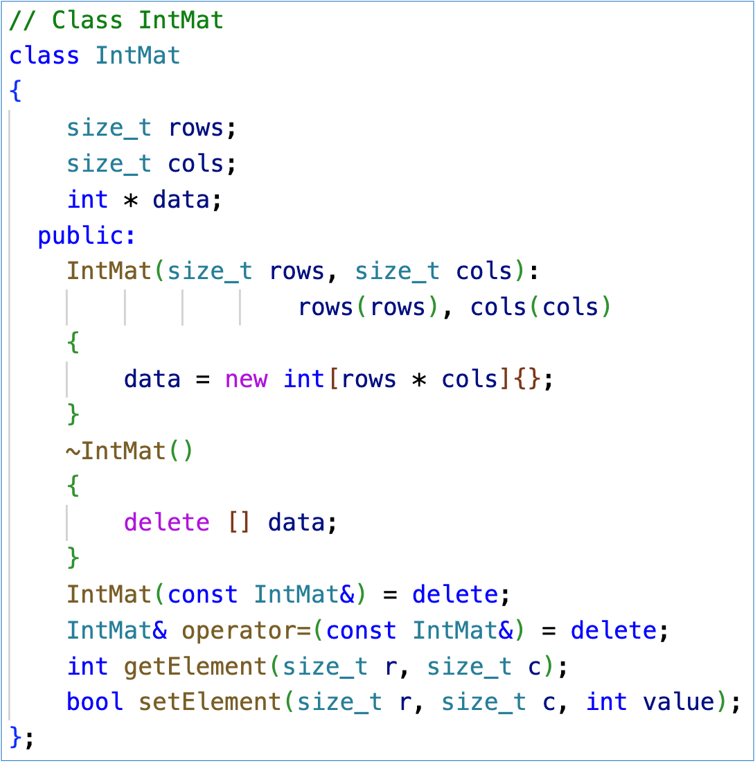 // Class IntMat
class IntMat
{
    size_t rows;
    size_t cols;
    int * data;
  public:
    IntMat(size_t rows, size_t cols):
                    rows(rows), cols(cols)
    {
        data = new int[rows * cols]{};
    }
    ~IntMat()
    {
        delete [] data;
    }
    IntMat(const IntMat&) = delete;
    IntMat& operator=(const IntMat&) = delete;
    int getElement(size_t r, size_t c);
    bool setElement(size_t r, size_t c, int value);
};